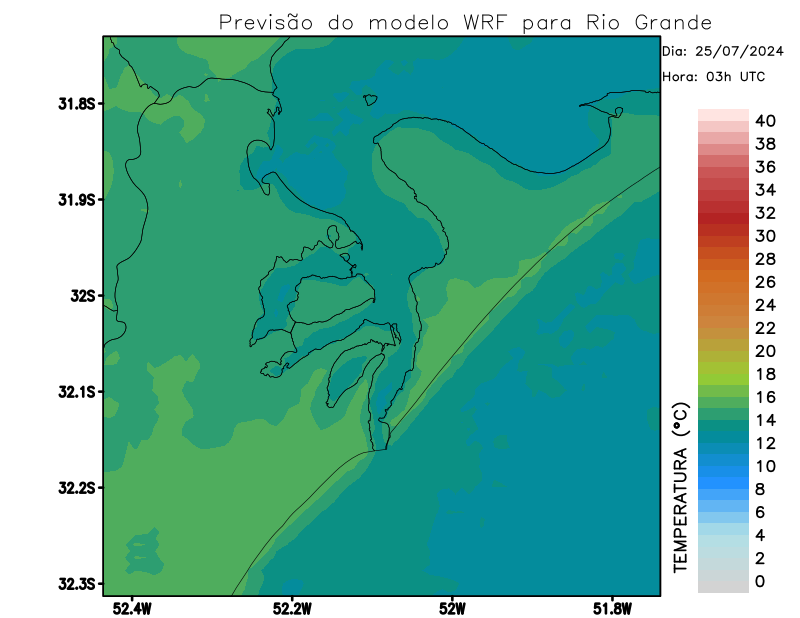 Previsão do modelo WRF para Rio Grande
Dia: 25/07/2024
Hora: 03h UTC
31.8S
31.9S
32S
32.1S
32.2S
32.3S
52.4W
52.2W
52W
51.8W
TEMPERATURA (°C)
40
38
36
34
32
30
28
26
24
22
20
18
16
14
12
10
8
6
4
2
0